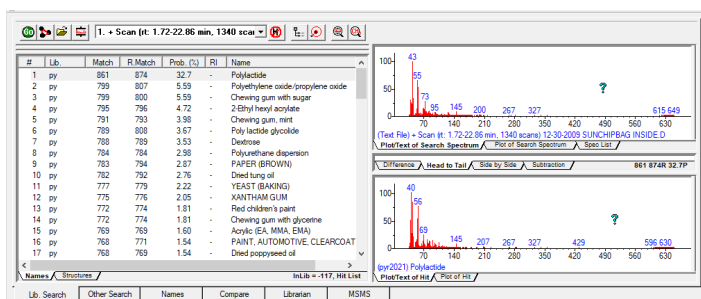 Go 1. + Scan (rt: 1.72-22.86 min, 1340 scar
# Lib. Match R.Match Prob. (%) RI Name
1 py 861 874 32.7 - Polylactide
2 py 799 807 5.59 - Polyethylene oxide/propylene oxide
3 py 799 800 5.59 - Chewing gum with sugar
4 py 795 796 4.72 - 2-Ethyl hexyl acrylate
5 py 791 793 3.98 - Chewing gum, mint
6 py 789 808 3.67 - Poly lactide glycolide
7 py 788 789 3.53 - Dextrose
8 py 784 784 2.98 - Polyurethane dispersion
9 py 783 794 2.87 - PAPER (BROWN)
10 py 782 792 2.76 - Dried tung oil
11 py 777 779 2.22 - YEAST (BAKING)
12 py 775 776 2.05 - XANTHAM GUM
13 py 772 774 1.81 - Red children's paint
14 py 772 774 1.81 - Chewing gum with glycerine
15 py 769 769 1.60 - Acrylic (EA, MMA, EMA)
16 py 768 771 1.54 - PAINT, AUTOMOTIVE, CLEARCOAT
17 py 768 769 1.54 - Dried poppyseed oil
Names Structures InLib = -117, Hit List
Lib. Search Other Search Names Compare Librarian MSMS
100
50
0
43
55
73
95 145 200 267 327 615 649
?
70 140 210 280 350 420 490 560 630
(Text File) + Scan (rt: 1.72-22.86 min, 1340 scans) 12-30-2009 SUNCHIPBAG INSIDE.D
Plot/Text of Search Spectrum Plot of Search Spectrum Spec List
Difference Head to Tail Side by Side Subtraction 861 874R 32.7P
100
50
0
40
56
69
145 207 267 327 429 596 630
?
70 140 210 280 350 420 490 560 630
(pyr2021) Polylactide
Plot/Text of Hit Plot of Hit